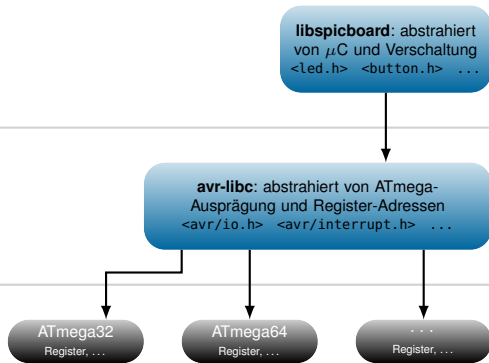 libspicboard: abstrahiert
von μC und Verschaltung
<led.h> <button.h> ...
avr-libc: abstrahiert von ATmega-
Ausprägung und Register-Adressen
<avr/io.h> <avr/interrupt.h> ...
ATmega32
Register, ...
ATmega64
Register, ...
...
Register, ...